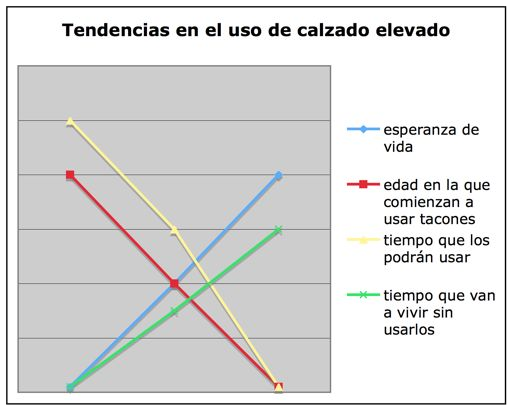 Tendencias en el uso de calzado elevado
esperanza de
vida
edad en la que
comienzan a
usar tacones
tiempo que los
podrán usar
tiempo que van
a vivir sin
usarlos